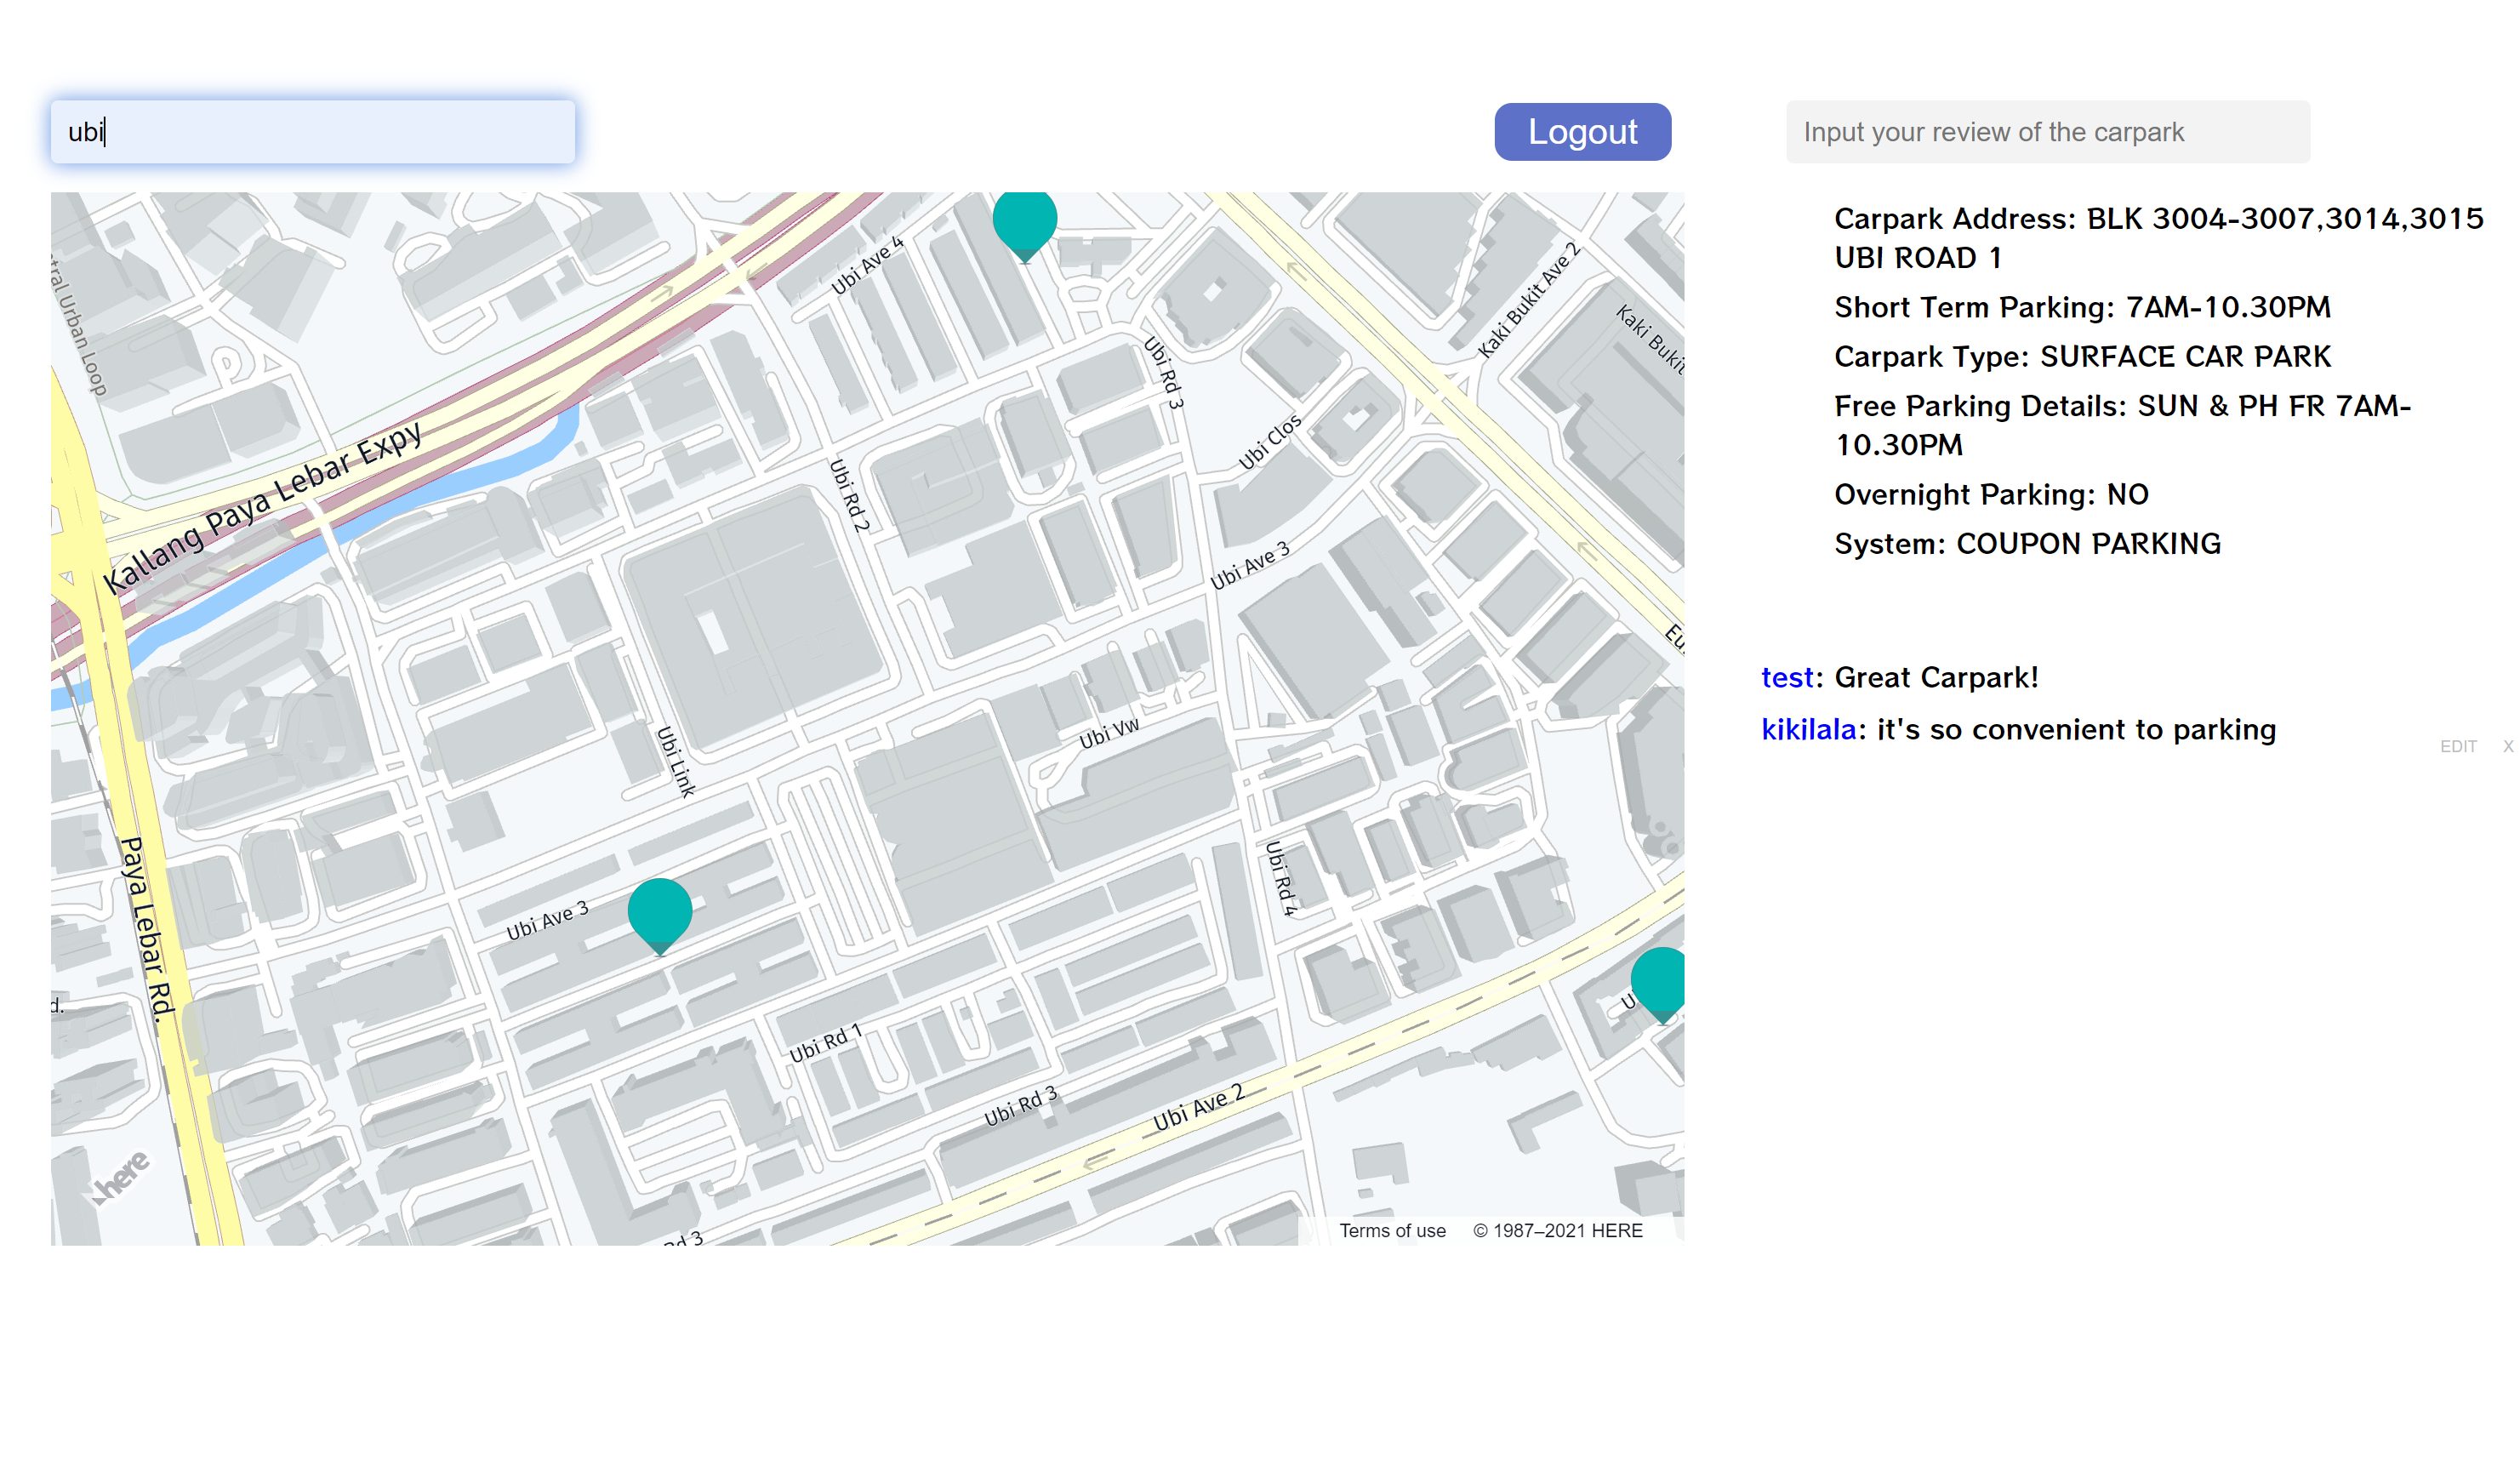 ubi
Logout
Input your review of the carpark
Carpark Address: BLK 3004-3007,3014,3015
UBI ROAD 1
Short Term Parking: 7AM-10.30PM
Carpark Type: SURFACE CAR PARK
Free Parking Details: SUN & PH FR 7AM-
10.30PM
Overnight Parking: NO
System: COUPON PARKING
test: Great Carpark!
kikilala: it's so convenient to parking
EDIT X
Ubi Ave 4
Kaki Bukit Ave 2
Kaki Bukit
tral Urban Loop
Ubi Rd 3
Ubi Clos
Kallang Paya Lebar Expy
Ubi Rd 2
Ubi Ave 3
Eu
Ubi Vw
Ubi Link
Ubi Rd 4
Paya Lebar Rd.
Ubi Ave 3
U
d.
Ubi Rd 1
Ubi Rd 3
Ubi Ave 2
here
Rd 3
Terms of use © 1987–2021 HERE